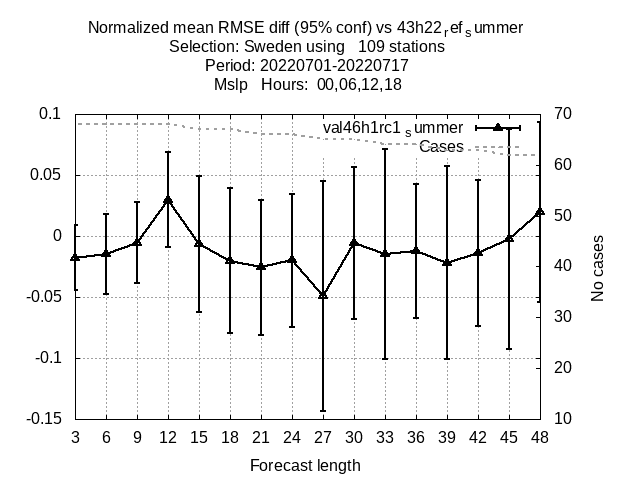 Normalized mean RMSE diff (95% conf) vs 43h22refsummer
Selection: Sweden using 109 stations
Period: 20220701-20220717
Mslp Hours: 00,06,12,18
0.1 70
val46h1rc1summer
Cases
0.05 60
50
0
40
No cases
-0.05 30
-0.1 20
-0.15 10
3 6 9 12 15 18 21 24 27 30 33 36 39 42 45 48
Forecast length